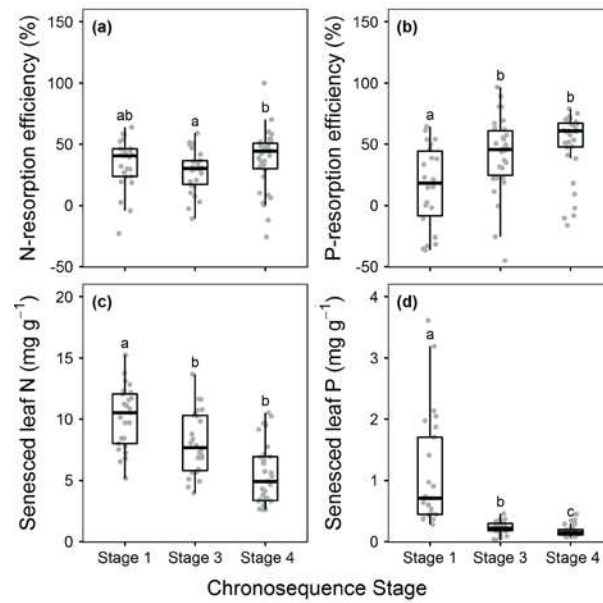 (a)
N-resorption efficiency (%)
150
100
50
0
-50
ab
a
b
(b)
P-resorption efficiency (%)
150
100
50
0
-50
a
b
b
(c)
Senesced leaf N (mg g⁻¹)
20
15
10
5
0
a
b
b
Stage 1 Stage 3 Stage 4
(d)
Senesced leaf P (mg g⁻¹)
4
3
2
1
0
a
b
c
Stage 1 Stage 3 Stage 4
Chronosequence Stage